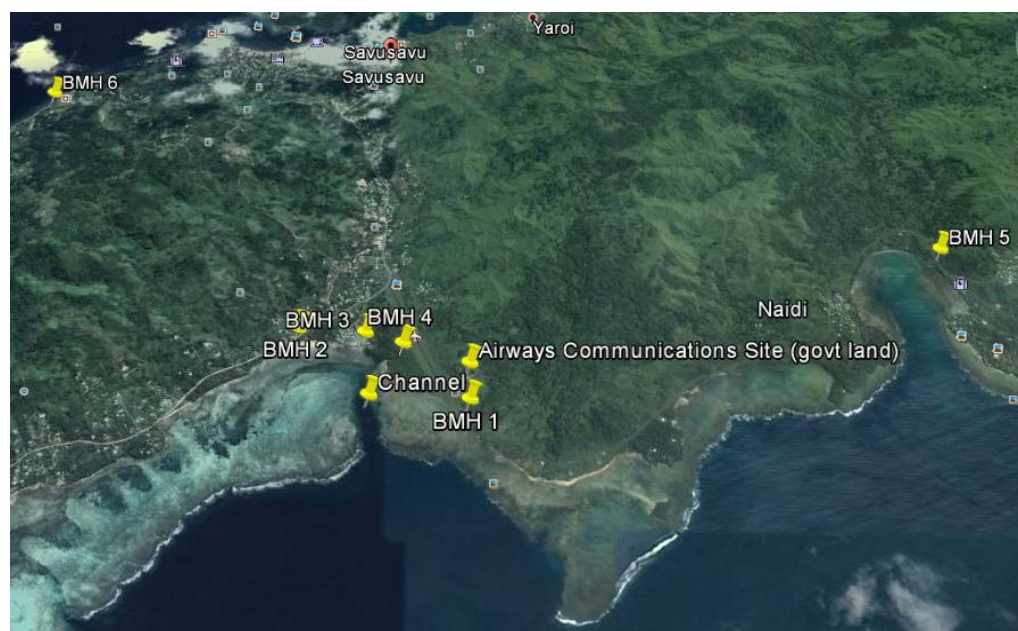 Yaroi
Savusavu
Savusavu
BMH 6
BMH 5
Naidi
BMH 3
BMH 4
BMH 2
Airways Communications Site (govt land)
Channel
BMH 1